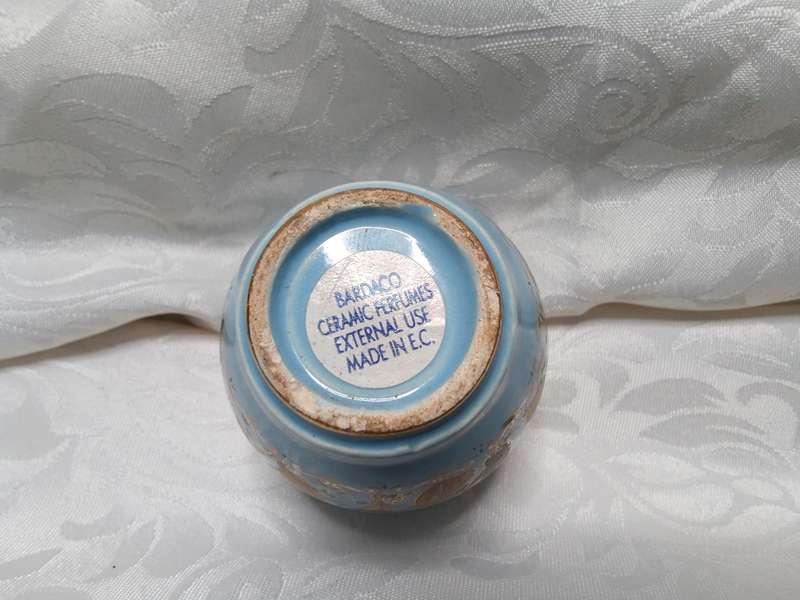 BARDACO
CERAMIC PERFUMES
EXTERNAL USE
MADE IN E.C.